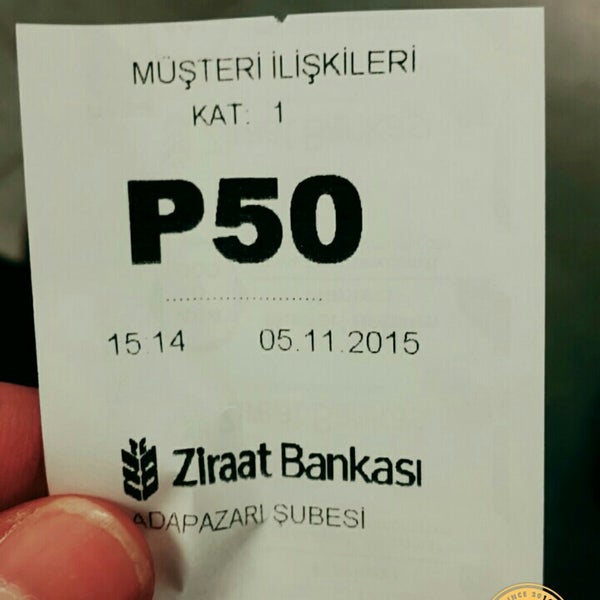 MÜŞTERİ İLİŞKİLERİ
KAT: 1
P50
15:14 05.11.2015
Ziraat Bankası
ADAPAZARI ŞUBESİ